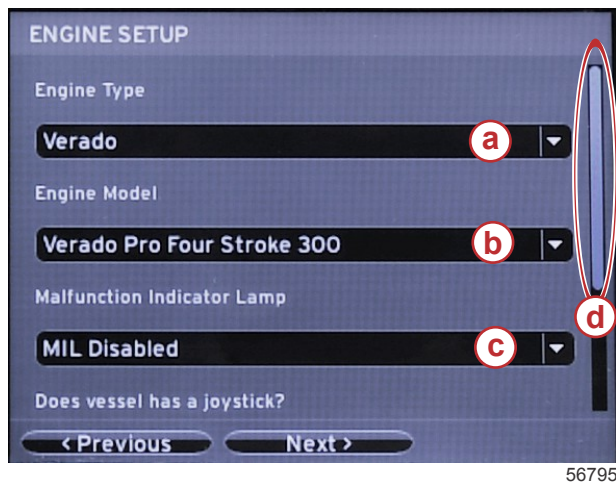 ENGINE SETUP
Engine Type
Verado
a
Engine Model
Verado Pro Four Stroke 300
b
Malfunction Indicator Lamp
MIL Disabled
c
d
Does vessel has a joystick?
< Previous
Next >
56795